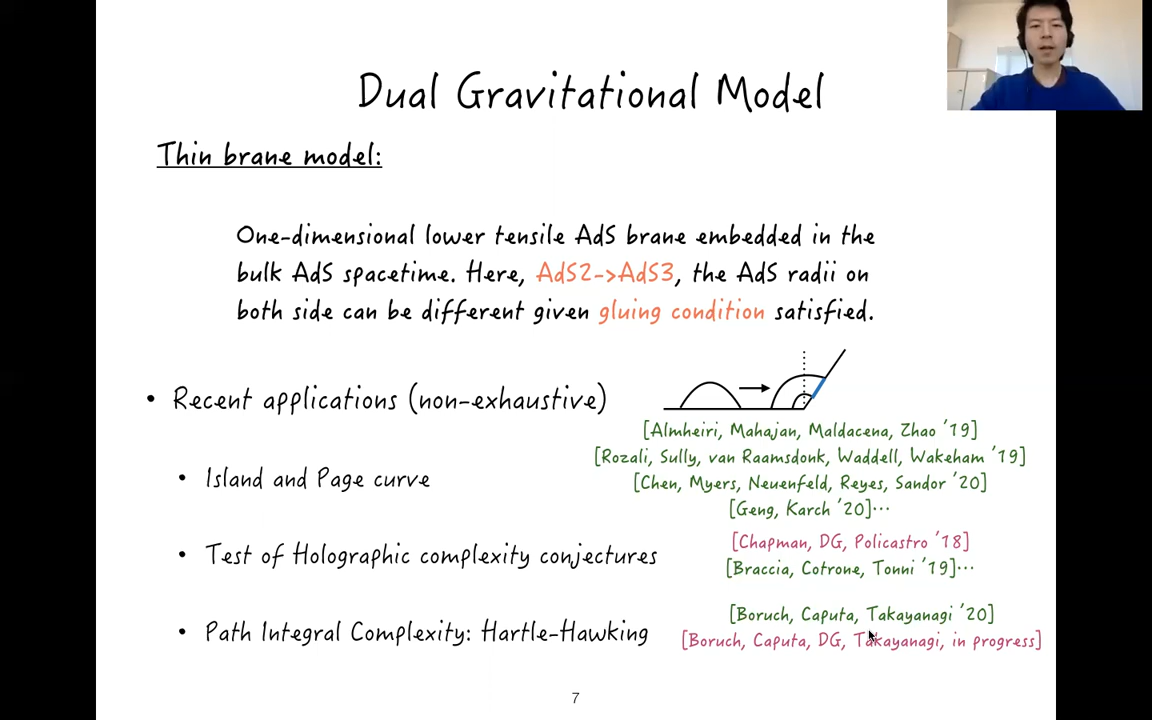 Dual Gravitational Model
Thin brane model:
One-dimensional lower tensile AdS brane embedded in the
bulk AdS spacetime. Here, AdS2->AdS3, the AdS radii on
both side can be different given gluing condition satisfied.
• Recent applications (non-exhaustive)
[Almheiri, Mahajan, Maldacena, Zhao '19]
[Rozali, Sully, van Raamsdonk, Waddell, Wakeham '19]
• Island and Page curve
[Chen, Myers, Neuenfeld, Reyes, Sandor '20]
[Geng, Karch '20]...
• Test of Holographic complexity conjectures
[Chapman, DG, Policastro '18]
[Braccia, Cotrone, Tonni '19]...
• Path Integral Complexity: Hartle-Hawking
[Boruch, Caputa, Takayanagi '20]
[Boruch, Caputa, DG, Takayanagi, in progress]
7